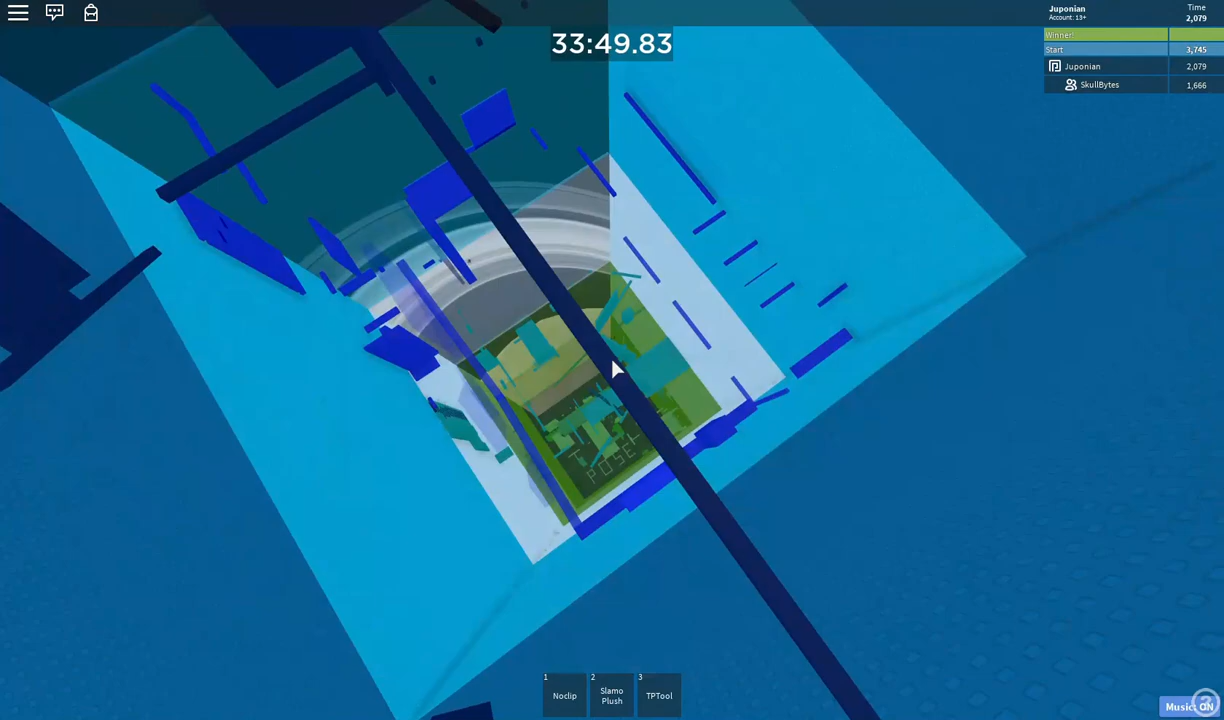 Juponian
Account: 13+
Time
2,079
33:49.83
Winner!
Start 3,745
Juponian 2,079
SkullBytes 1,666
POSET
1
Noclip
2
Slamo
Plush
3
TPTool
Music: ON
?